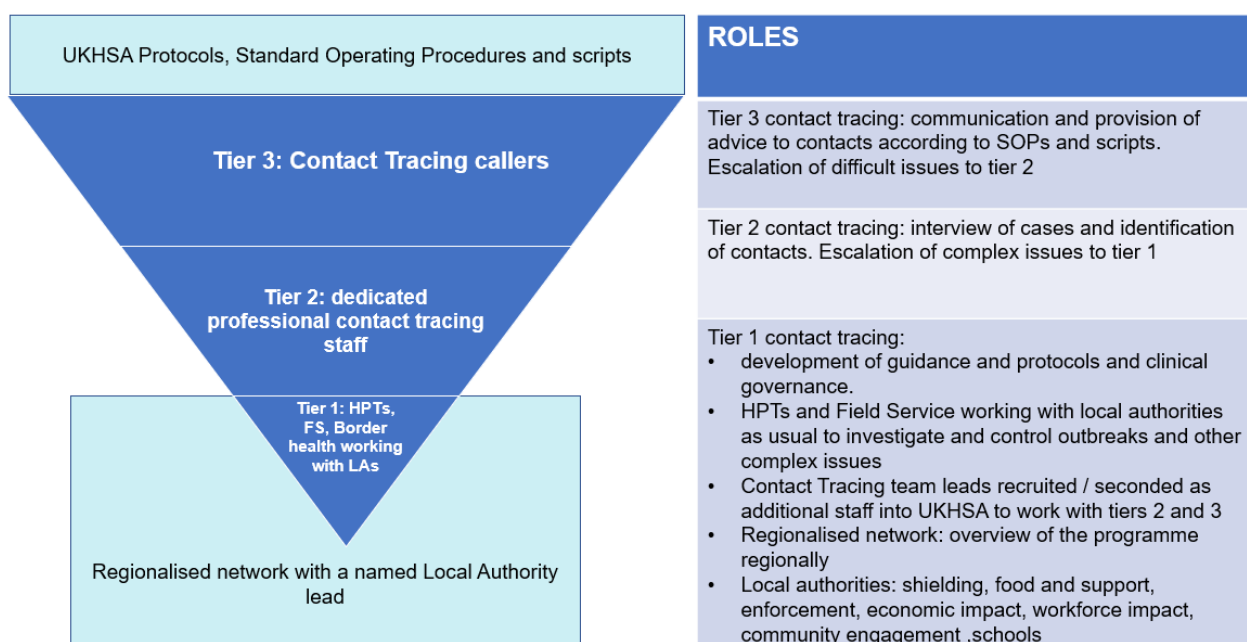 UKHSA Protocols, Standard Operating Procedures and scripts
Tier 3: Contact Tracing callers
Tier 2: dedicated
professional contact tracing
staff
Tier 1: HPTs,
FS, Border
health working
with LAs
Regionalised network with a named Local Authority
lead
ROLES
Tier 3 contact tracing: communication and provision of
advice to contacts according to SOPs and scripts.
Escalation of difficult issues to tier 2
Tier 2 contact tracing: interview of cases and identification
of contacts. Escalation of complex issues to tier 1
Tier 1 contact tracing:
• development of guidance and protocols and clinical
governance.
• HPTs and Field Service working with local authorities
as usual to investigate and control outbreaks and other
complex issues
• Contact Tracing team leads recruited / seconded as
additional staff into UKHSA to work with tiers 2 and 3
• Regionalised network: overview of the programme
regionally
• Local authorities: shielding, food and support,
enforcement, economic impact, workforce impact,
community engagement ,schools